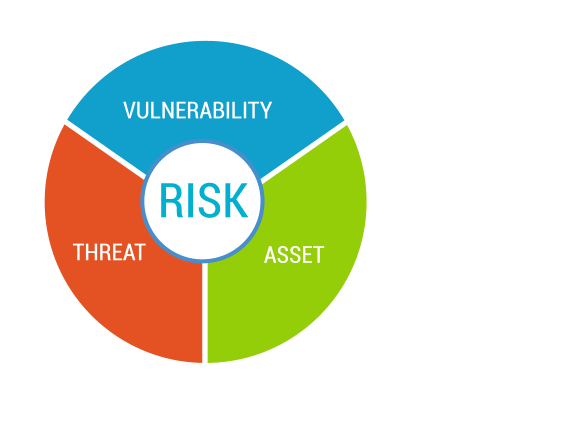 VULNERABILITY
RISK
THREAT
ASSET